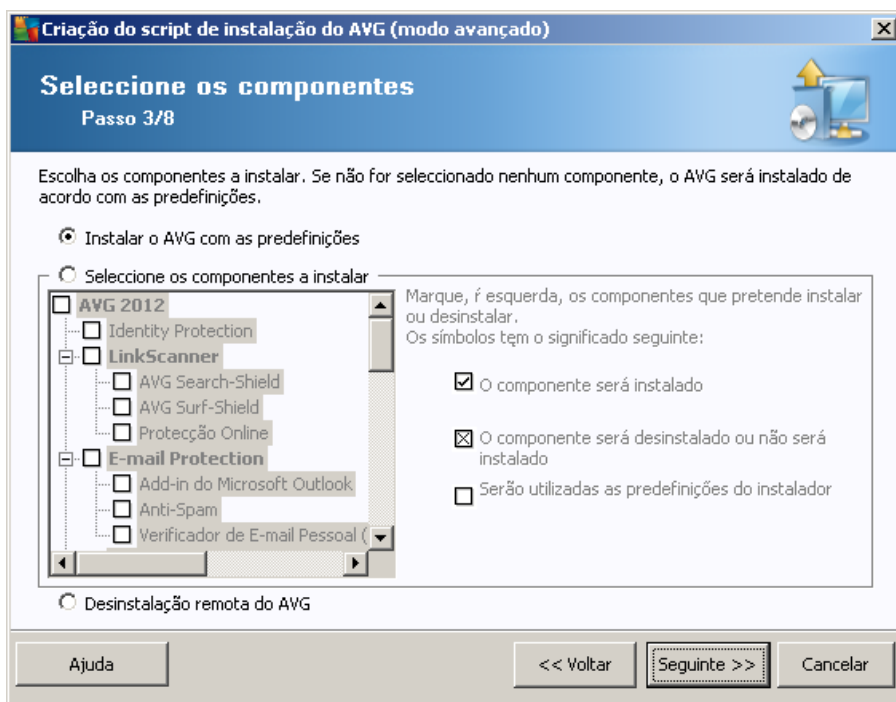 Criação do script de instalação do AVG (modo avançado)
Seleccione os componentes
Passo 3/8
Escolha os componentes a instalar. Se não for seleccionado nenhum componente, o AVG será instalado de
acordo com as predefinições.
Instalar o AVG com as predefinições
Seleccione os componentes a instalar
AVG 2012
Identity Protection
LinkScanner
AVG Search-Shield
AVG Surf-Shield
Protecção Online
E-mail Protection
Add-in do Microsoft Outlook
Anti-Spam
Verificador de E-mail Pessoal (
Marque, ŕ esquerda, os componentes que pretende instalar
ou desinstalar.
Os símbolos tęm o significado seguinte:
O componente será instalado
O componente será desinstalado ou não será
instalado
Serão utilizadas as predefinições do instalador
Desinstalação remota do AVG
Ajuda
<< Voltar
Seguinte >>
Cancelar